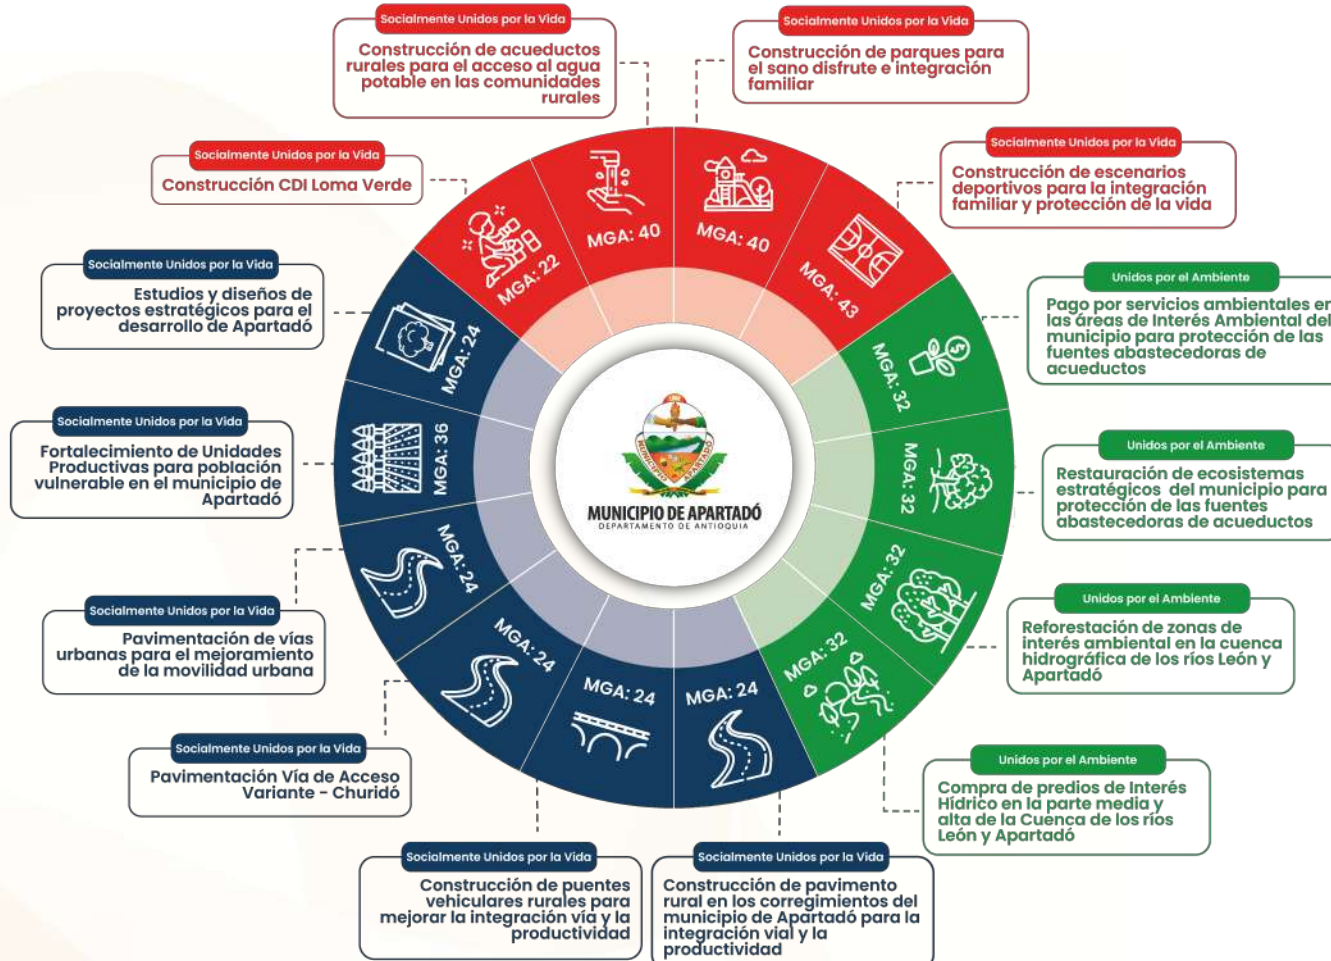 Socialmente Unidos por la Vida
Construcción de acueductos
rurales para el acceso al agua
potable en las comunidades
rurales
Socialmente Unidos por la Vida
Construcción de parques para
el sano disfrute e integración
familiar
Socialmente Unidos por la Vida
Construcción CDI Loma Verde
Socialmente Unidos por la Vida
Construcción de escenarios
deportivos para la integración
familiar y protección de la vida
Socialmente Unidos por la Vida
Estudios y diseños de
proyectos estratégicos para el
desarrollo de Apartadó
Unidos por el Ambiente
Pago por servicios ambientales en
las áreas de Interés Ambiental del
municipio para protección de las
fuentes abastecedoras de
acueductos
Socialmente Unidos por la Vida
Fortalecimiento de Unidades
Productivas para población
vulnerable en el municipio de
Apartadó
Unidos por el Ambiente
Restauración de ecosistemas
estratégicos del municipio para
protección de las fuentes
abastecedoras de acueductos
Socialmente Unidos por la Vida
Pavimentación de vías
urbanas para el mejoramiento
de la movilidad urbana
Unidos por el Ambiente
Reforestación de zonas de
interés ambiental en la cuenca
hidrográfica de los ríos León y
Apartadó
Socialmente Unidos por la Vida
Pavimentación Vía de Acceso
Variante - Churidó
Unidos por el Ambiente
Compra de predios de Interés
Hídrico en la parte media y
alta de la Cuenca de los ríos
León y Apartadó
Socialmente Unidos por la Vida
Construcción de puentes
vehiculares rurales para
mejorar la integración vía y la
productividad
Socialmente Unidos por la Vida
Construcción de pavimento
rural en los corregimientos del
municipio de Apartadó para la
integración vial y la
productividad
MGA: 22
MGA: 40
MGA: 40
MGA: 43
MGA: 32
MGA: 32
MGA: 32
MGA: 32
MGA: 24
MGA: 24
MGA: 24
MGA: 24
MGA: 36
MGA: 24
MUNICIPIO APARTADÓ
MUNICIPIO DE APARTADÓ
DEPARTAMENTO DE ANTIOQUIA